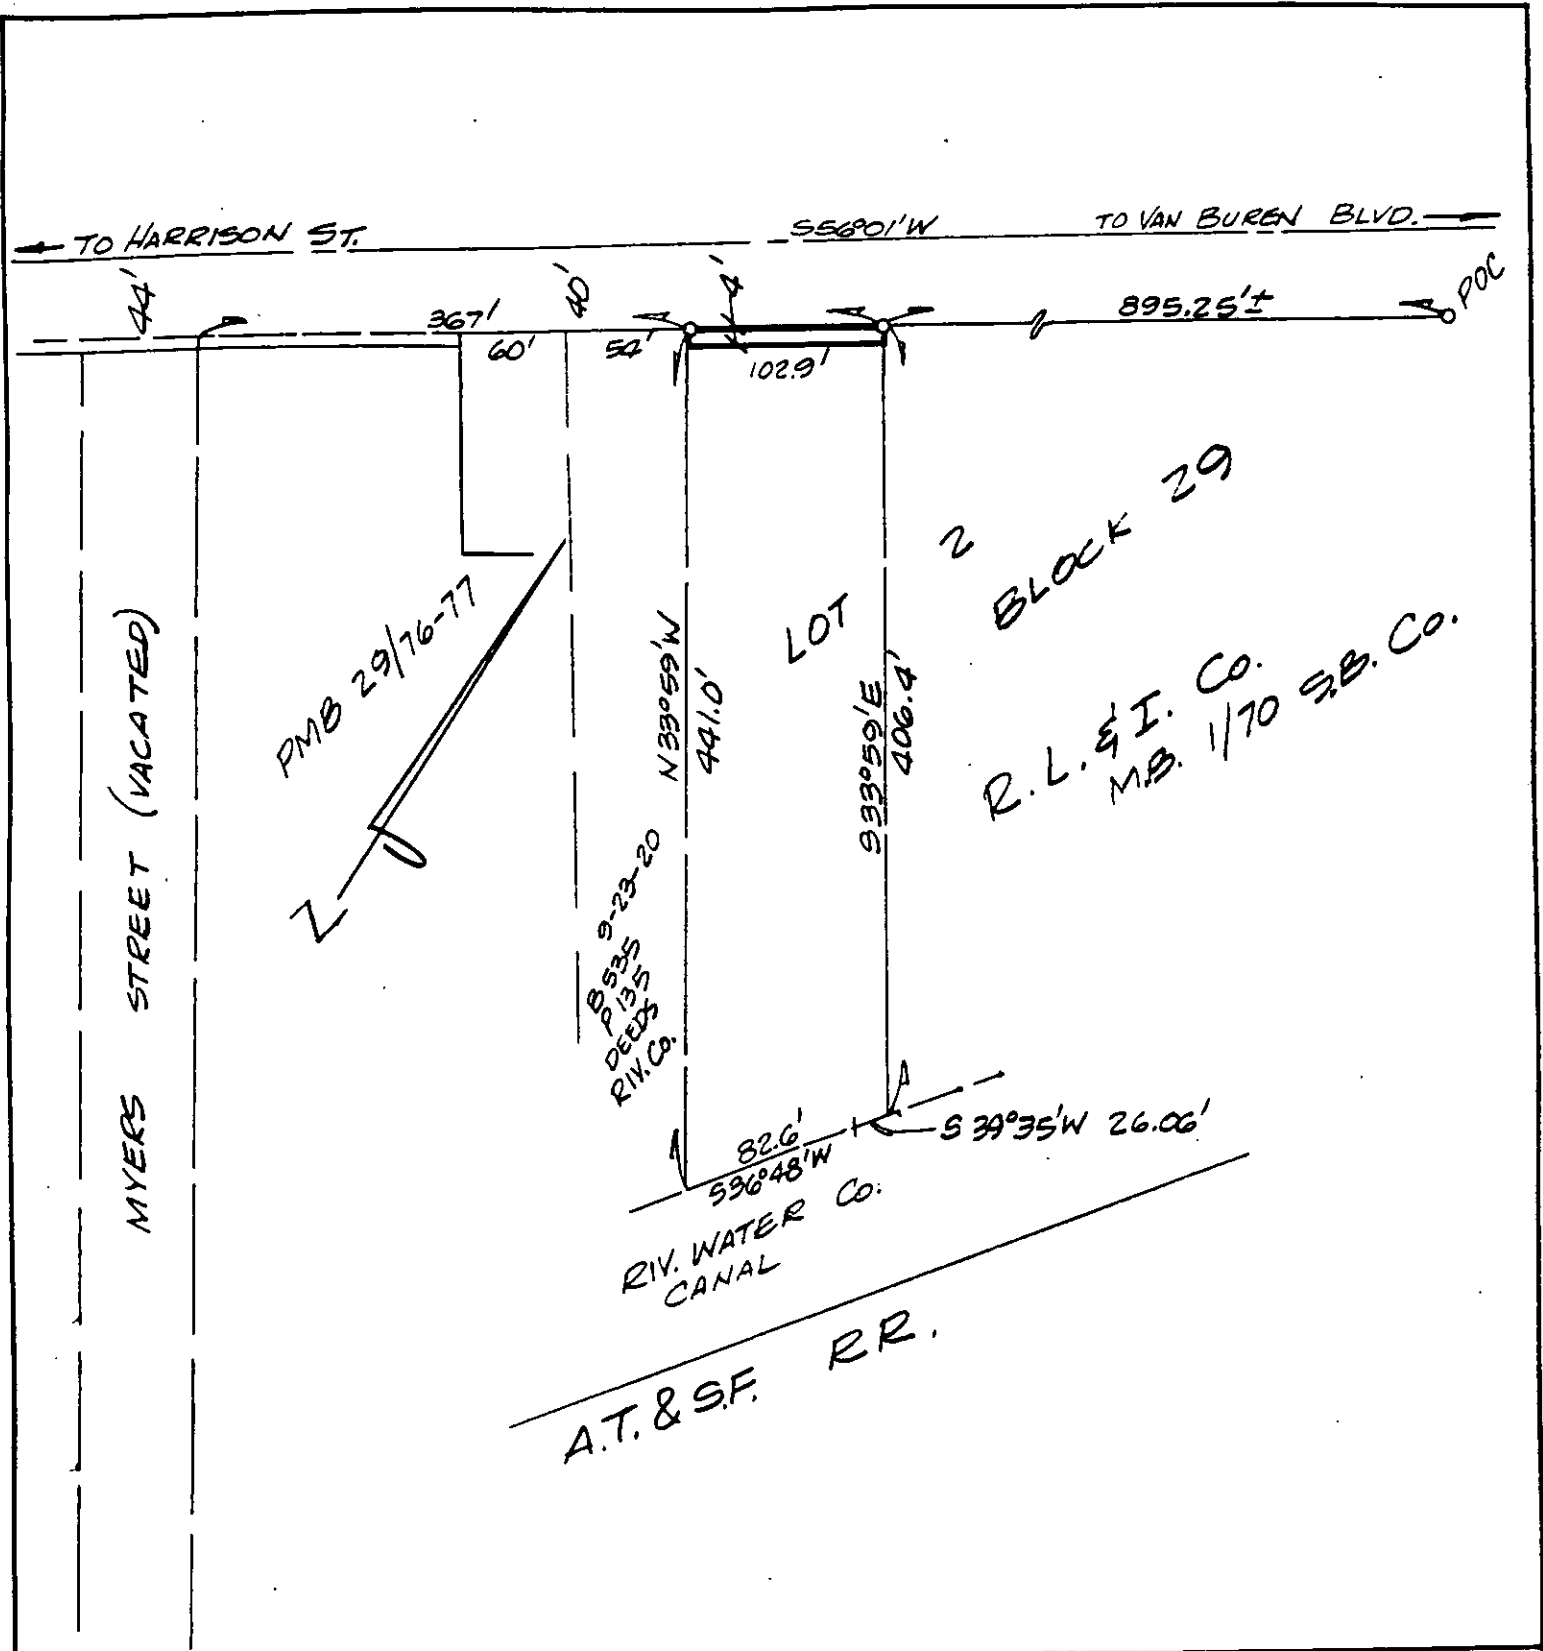 TO HARRISON ST.
S56°01'W
TO VAN BUREN BLVD.
44'
367'
40'
4'
895.25'±
POC
60'
54'
102.9'
2
BLOCK 29
LOT
PMB 29/76-77
N33°59'W
441.0'
S33°59'E
406.4'
R. L. & I. Co.
M.B. 1/70 S.B. Co.
MYERS STREET (VACATED)
Z
9-23-20
B 535
P 135
DEEDS
RIV. Co.
82.6'
S36°48'W
S 39°35'W 26.06'
RIV. WATER Co.
CANAL
A.T. & S.F. R.R.